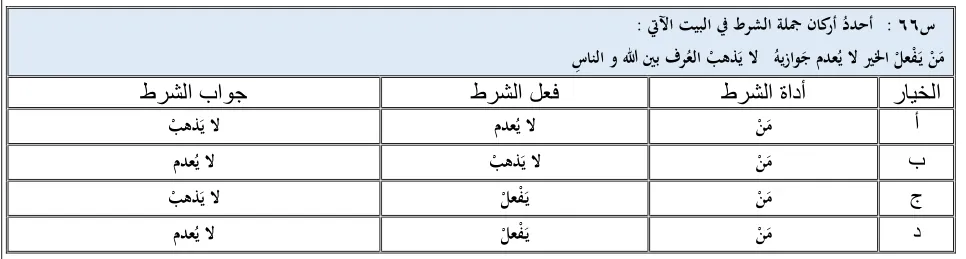 س٦٦ : أحددُ أركان جملة الشرط في البيت الآتي :
مَنْ يَفْعلْ الخير لا يُعدم جَوازيهُ لا يَذهبْ العُرف بين الله و الناسِ
الخيار أداة الشرط فعل الشرط جواب الشرط
أ مَنْ لا يُعدم لا يَذهبْ
ب مَنْ لا يَذهبْ لا يُعدم
ج مَنْ يَفْعلْ لا يَذهبْ
د مَنْ يَفْعلْ لا يُعدم